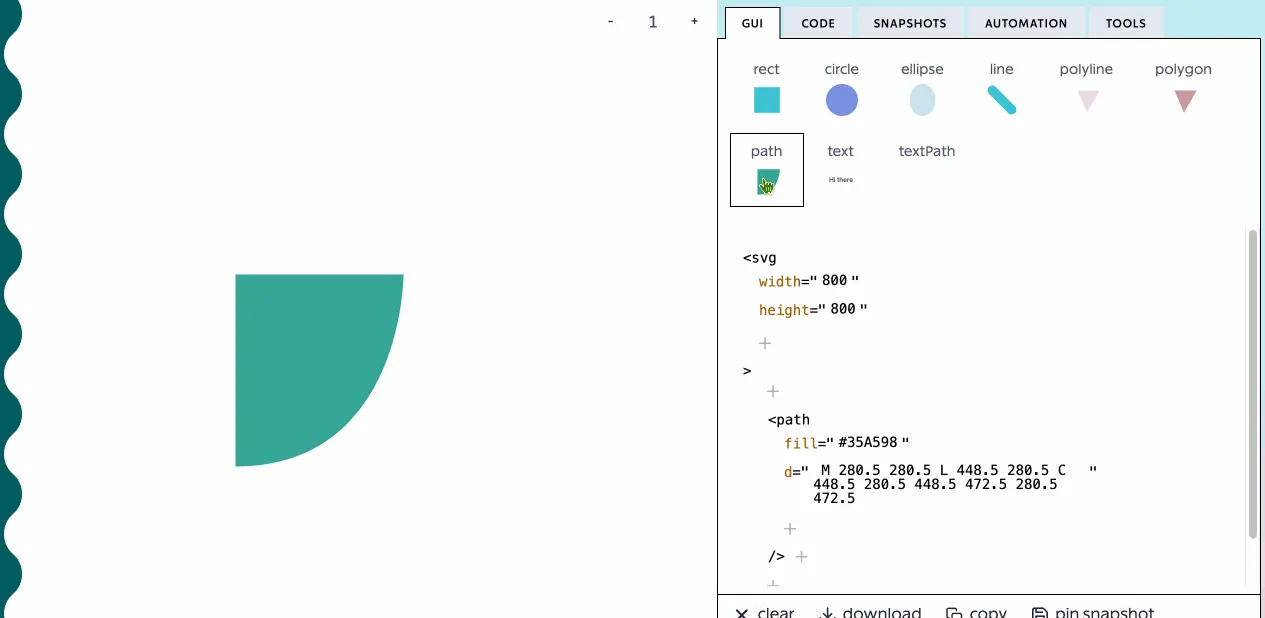 - 1 +
GUI CODE SNAPSHOTS AUTOMATION TOOLS
rect circle ellipse line polyline polygon
path text textPath
Hi there
<svg
width="800"
height="800"
+
>
+
<path
fill="#35A598"
d=" M 280.5 280.5 L 448.5 280.5 C "
448.5 280.5 448.5 472.5 280.5
472.5
+
/> +
+
clear download copy pin snapshot